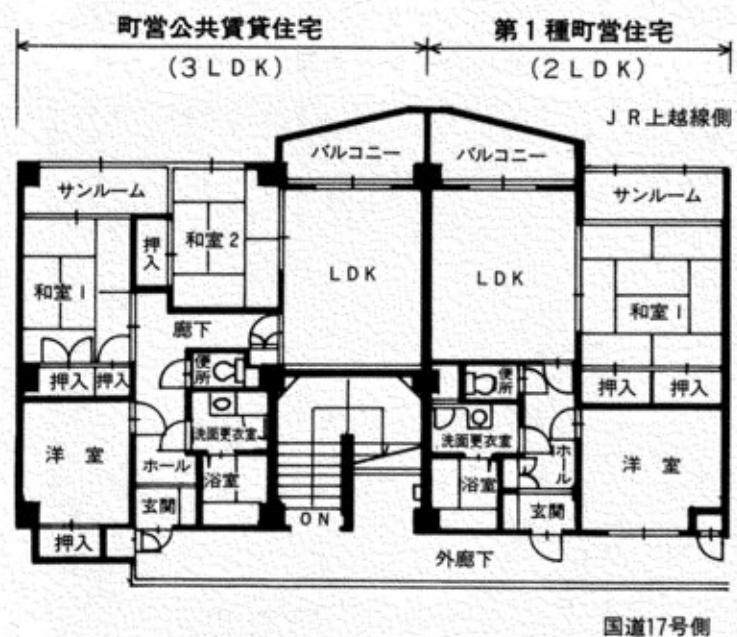 町営公共賃貸住宅
(3LDK)
第1種町営住宅
(2LDK)
JR上越線側
バルコニー
バルコニー
サンルーム
サンルーム
押入
和室2
和室1
LDK
LDK
和室1
廊下
便所
便所
押入
押入
押入
押入
洗面更衣室
洗面更衣室
洋室
ホール
浴室
浴室
ホール
洋室
玄関
ON
玄関
押入
外廊下
国道17号側